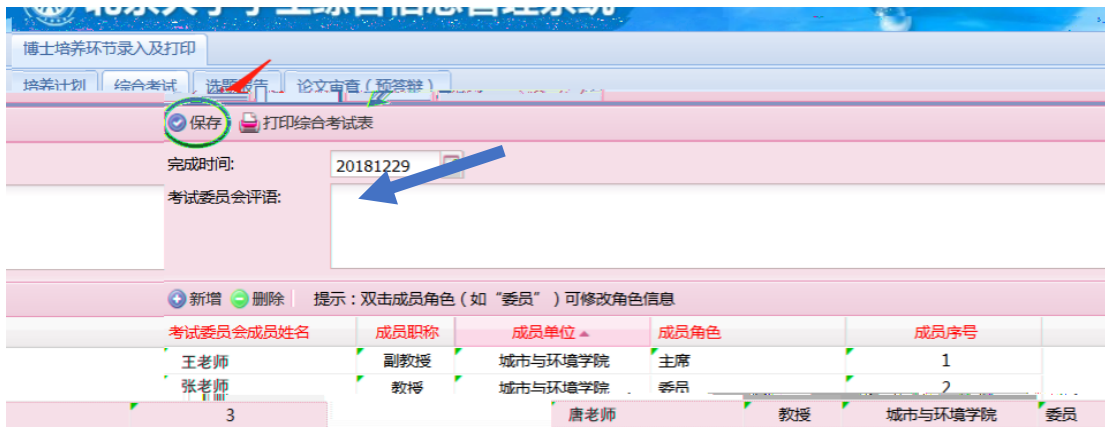 博士培养环节录入及打印
培养计划 综合考试 选题报告 论文审查（预答辩）
保存 打印综合考试表
完成时间: 20181229
考试委员会评语:
新增 删除 提示：双击成员角色（如“委员”）可修改角色信息
考试委员会成员姓名 成员职称 成员单位 成员角色 成员序号
王老师 副教授 城市与环境学院 主席 1
张老师 教授 城市与环境学院 委员 2
3 唐老师 教授 城市与环境学院 委员